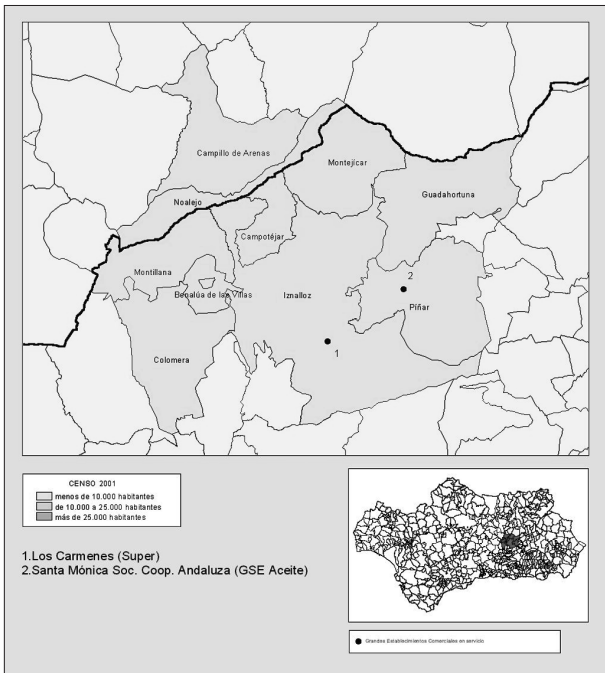 Campillo de Arenas
Montejícar
Guadahortuna
Noalejo
Campotéjar
Montillana
2
Benalúa de las Villas
Iznalloz
Píñar
1
Colomera
CENSO 2001
menos de 10.000 habitantes
de 10.000 a 25.000 habitantes
más de 25.000 habitantes
1.Los Carmenes (Super)
2.Santa Mónica Soc. Coop. Andaluza (GSE Aceite)
Grandes Establecimientos Comerciales en servicio